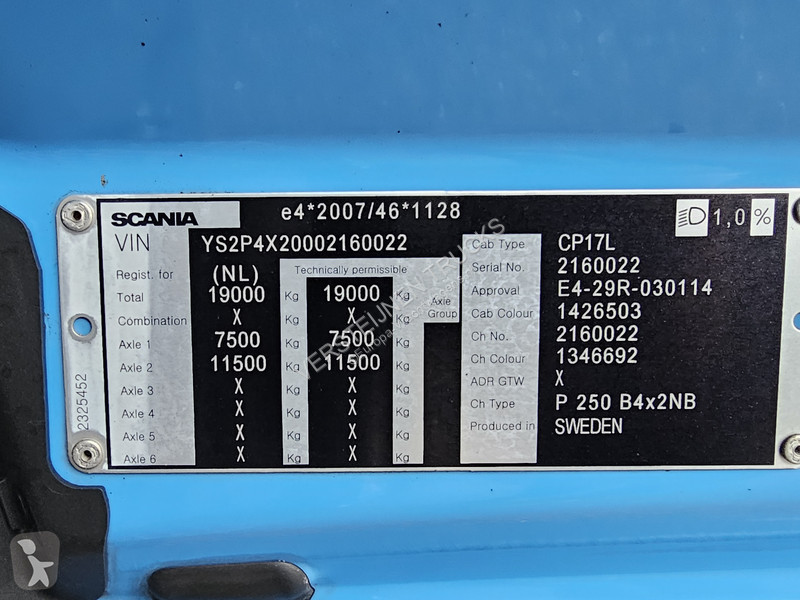 SCANIA e4*2007/46*1128 1,0 %
VIN YS2P4X20002160022 Cab Type CP17L
Regist. for (NL) Technically permissible Serial No. 2160022
Total 19000 Kg 19000 Kg Axle Group Approval E4-29R-030114
Combination X X Cab Colour 1426503
Axle 1 7500 Kg 7500 Kg Ch No. 2160022
Axle 2 11500 Kg 11500 Kg Ch Colour 1346692
Axle 3 X Kg X Kg ADR GTW X
Axle 4 X Kg X Kg Ch Type P 250 B4x2NB
Axle 5 X Kg X Kg Produced in SWEDEN
Axle 6 X Kg X Kg
2325452
TRUCKS